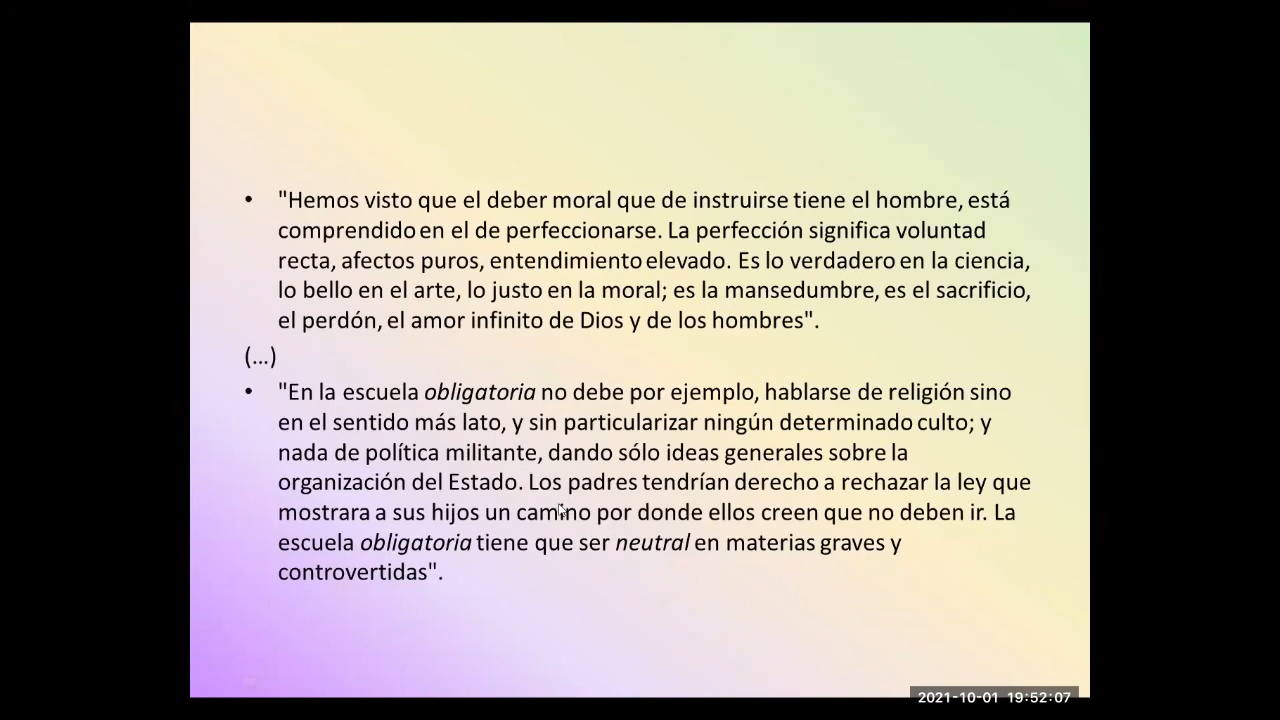 • "Hemos visto que el deber moral que de instruirse tiene el hombre, está
comprendido en el de perfeccionarse. La perfección significa voluntad
recta, afectos puros, entendimiento elevado. Es lo verdadero en la ciencia,
lo bello en el arte, lo justo en la moral; es la mansedumbre, es el sacrificio,
el perdón, el amor infinito de Dios y de los hombres".
(...)
• "En la escuela obligatoria no debe por ejemplo, hablarse de religión sino
en el sentido más lato, y sin particularizar ningún determinado culto; y
nada de política militante, dando sólo ideas generales sobre la
organización del Estado. Los padres tendrían derecho a rechazar la ley que
mostrara a sus hijos un camino por donde ellos creen que no deben ir. La
escuela obligatoria tiene que ser neutral en materias graves y
controvertidas".
2021-10-01 19:52:07